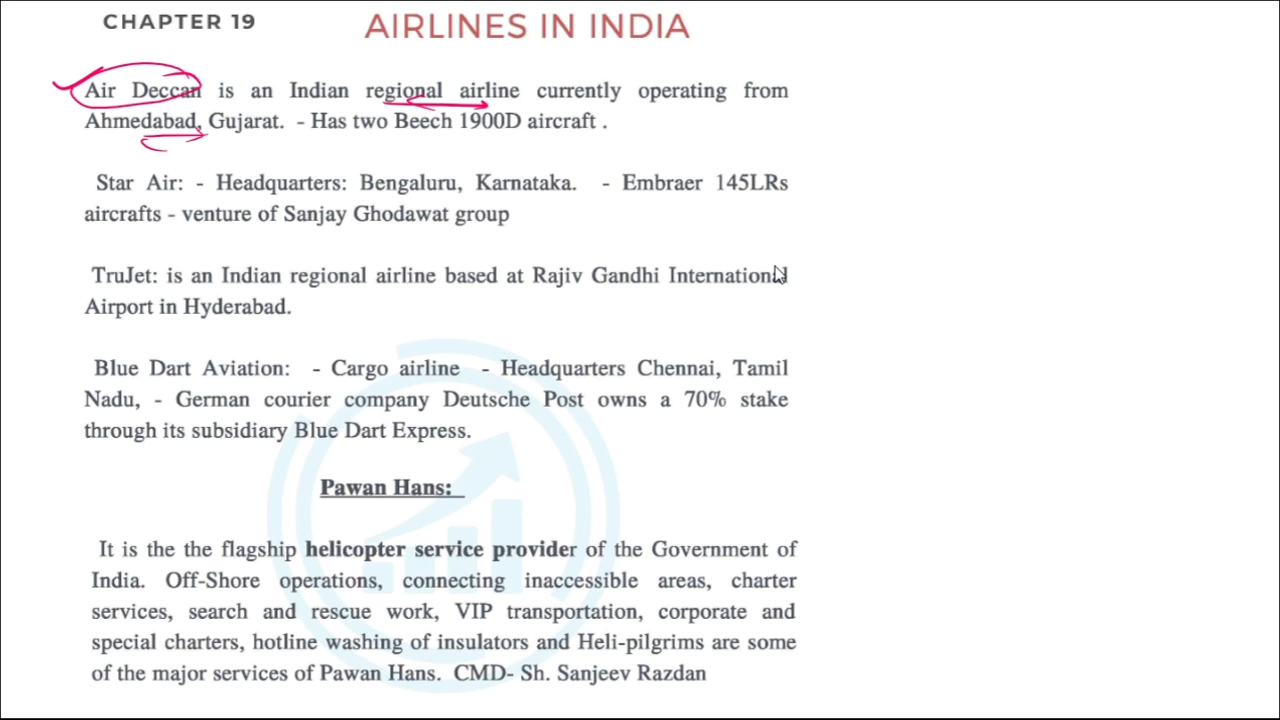 CHAPTER 19 AIRLINES IN INDIA
Air Deccan is an Indian regional airline currently operating from
Ahmedabad, Gujarat. - Has two Beech 1900D aircraft .
Star Air: - Headquarters: Bengaluru, Karnataka. - Embraer 145LRs
aircrafts - venture of Sanjay Ghodawat group
TruJet: is an Indian regional airline based at Rajiv Gandhi International
Airport in Hyderabad.
Blue Dart Aviation: - Cargo airline - Headquarters Chennai, Tamil
Nadu, - German courier company Deutsche Post owns a 70% stake
through its subsidiary Blue Dart Express.
Pawan Hans:
It is the the flagship helicopter service provider of the Government of
India. Off-Shore operations, connecting inaccessible areas, charter
services, search and rescue work, VIP transportation, corporate and
special charters, hotline washing of insulators and Heli-pilgrims are some
of the major services of Pawan Hans. CMD- Sh. Sanjeev Razdan